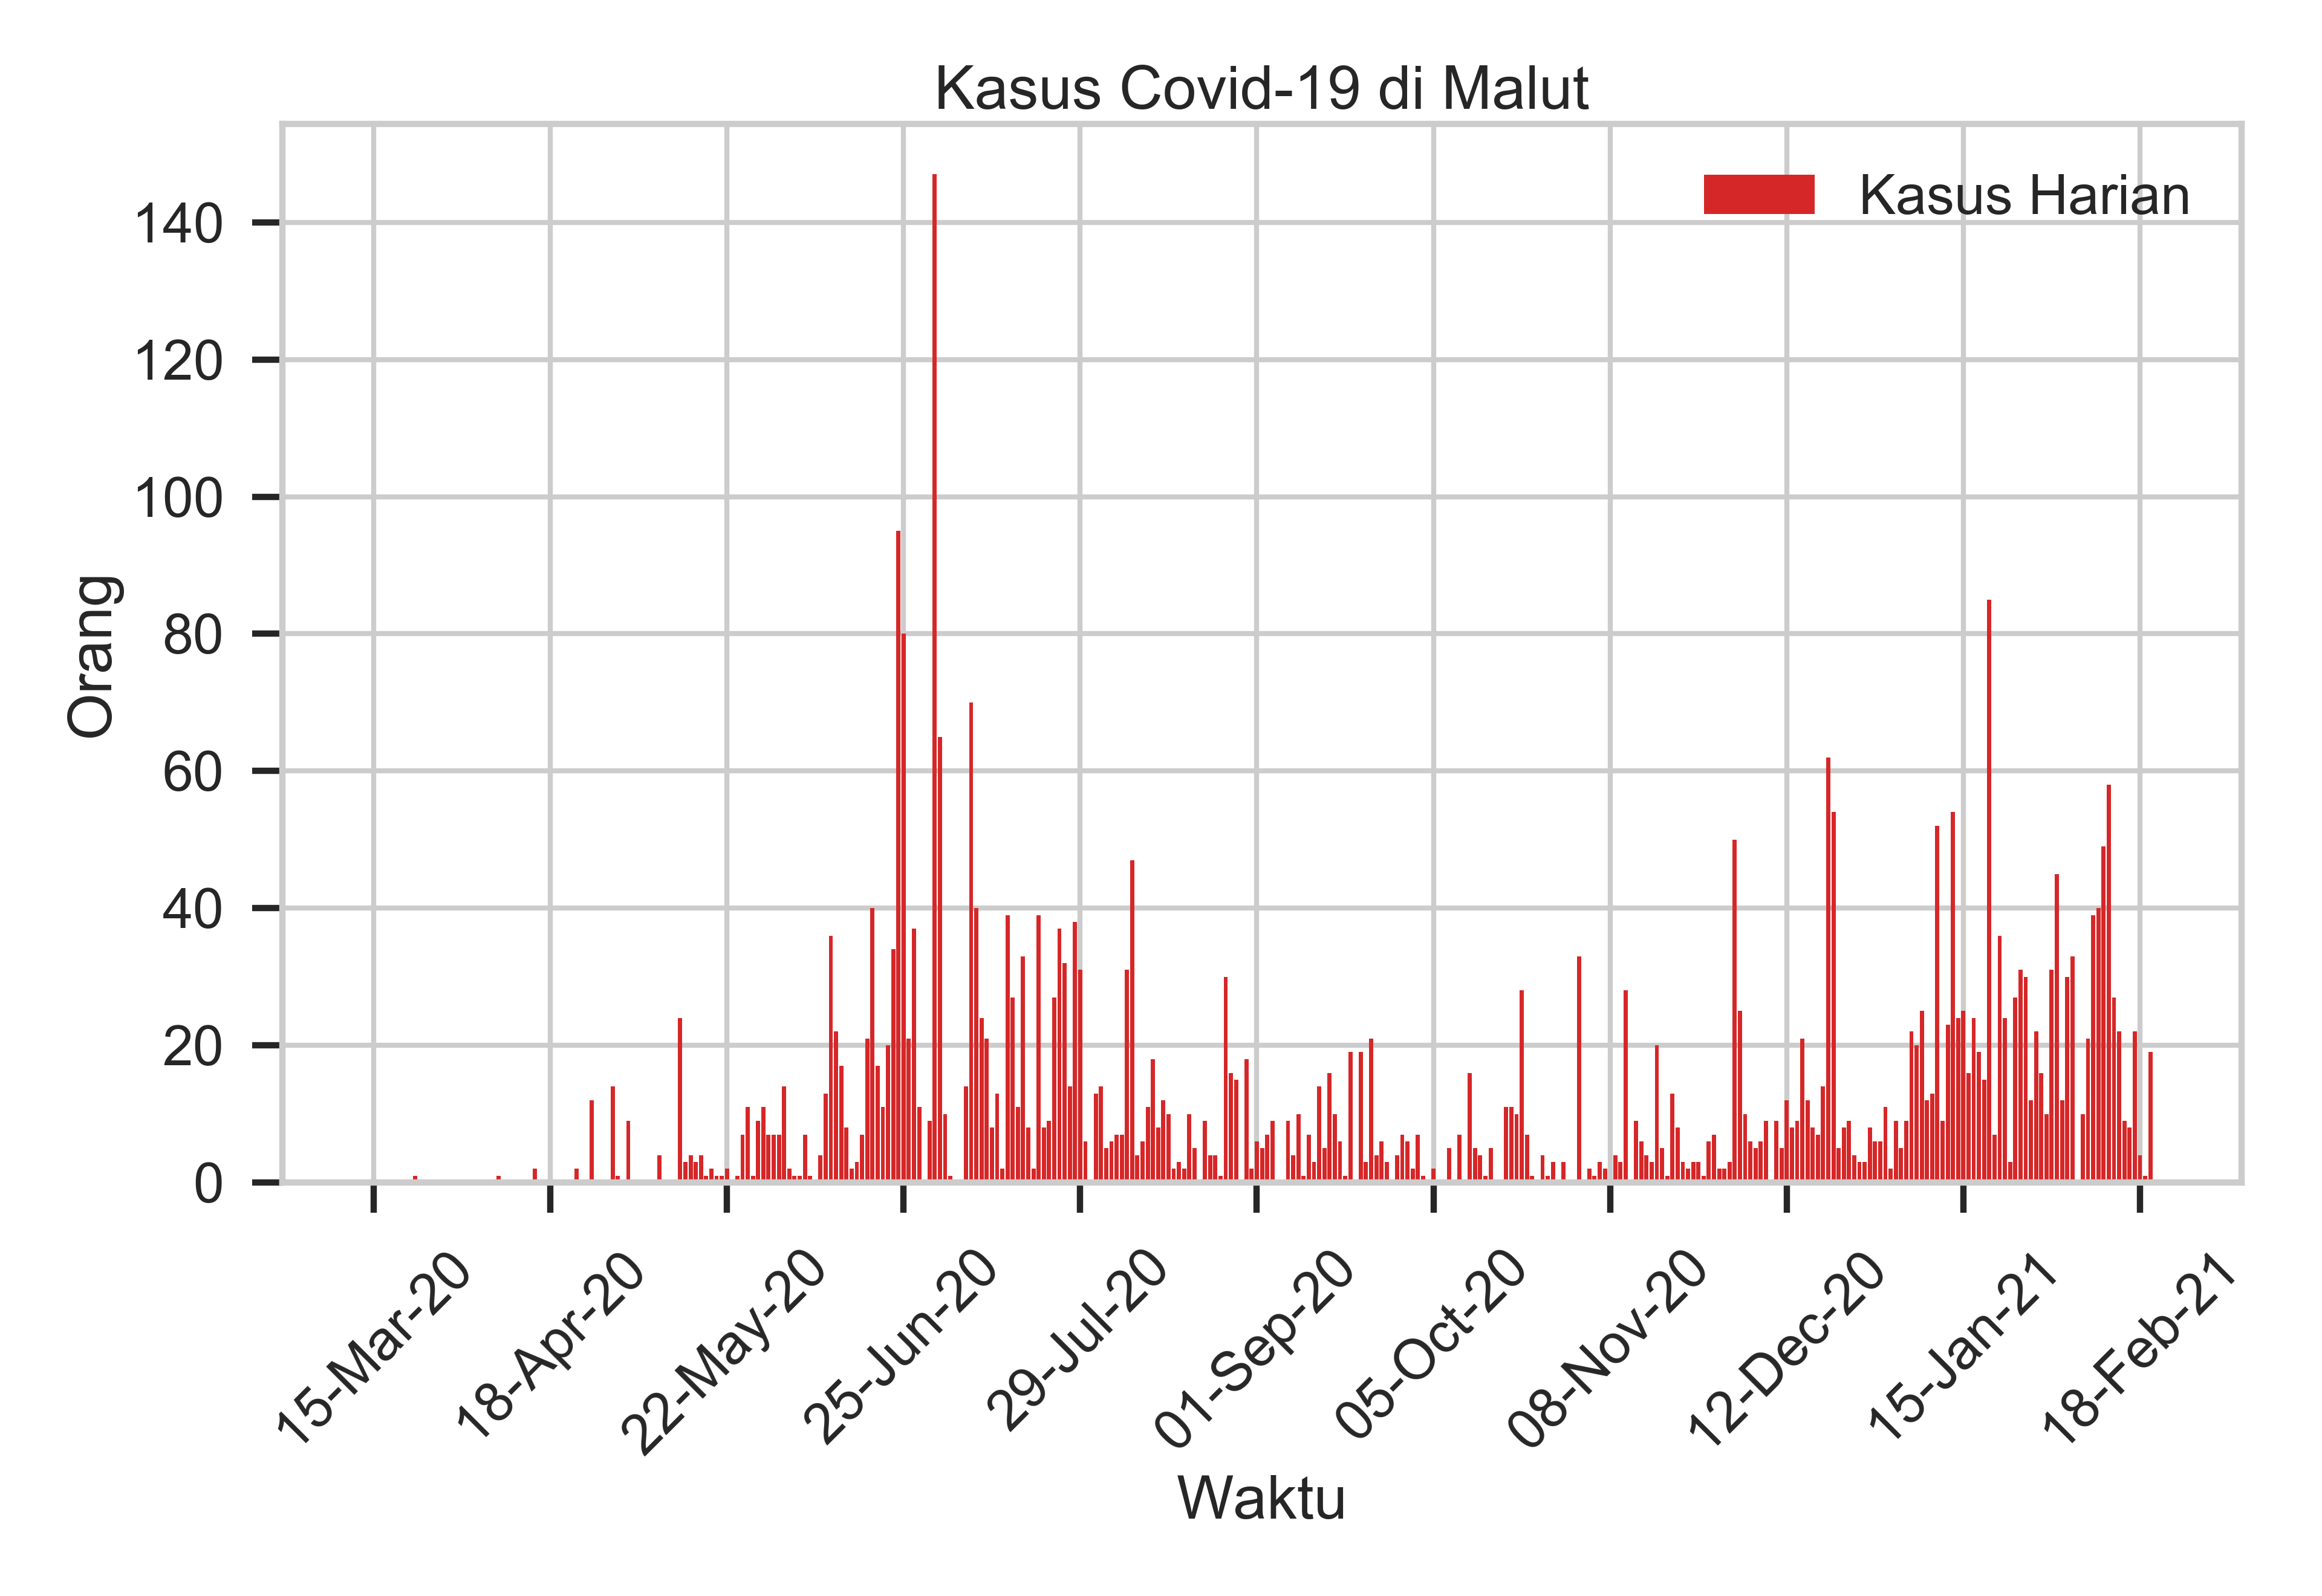 Kasus Covid-19 di Malut
Kasus Harian
Orang
140
120
100
80
60
40
20
0
15-Mar-20
18-Apr-20
22-May-20
25-Jun-20
29-Jul-20
01-Sep-20
05-Oct-20
08-Nov-20
12-Dec-20
15-Jan-21
18-Feb-21
Waktu